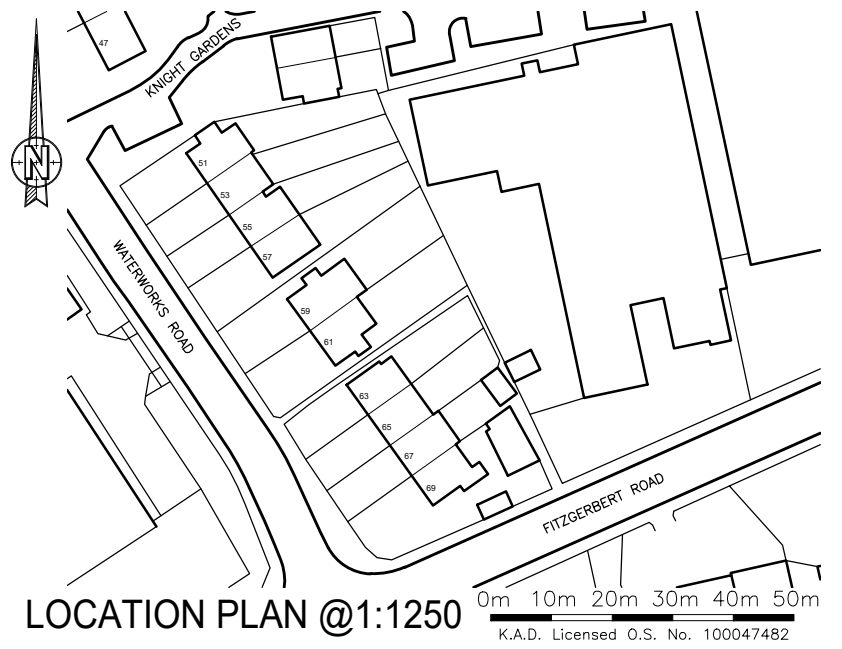 47
KNIGHT GARDENS
N
51
53
55
57
WATERWORKS ROAD
59
61
63
65
67
69
FITZGERBERT ROAD
LOCATION PLAN @1:1250
0m 10m 20m 30m 40m 50m
K.A.D. Licensed O.S. No. 100047482